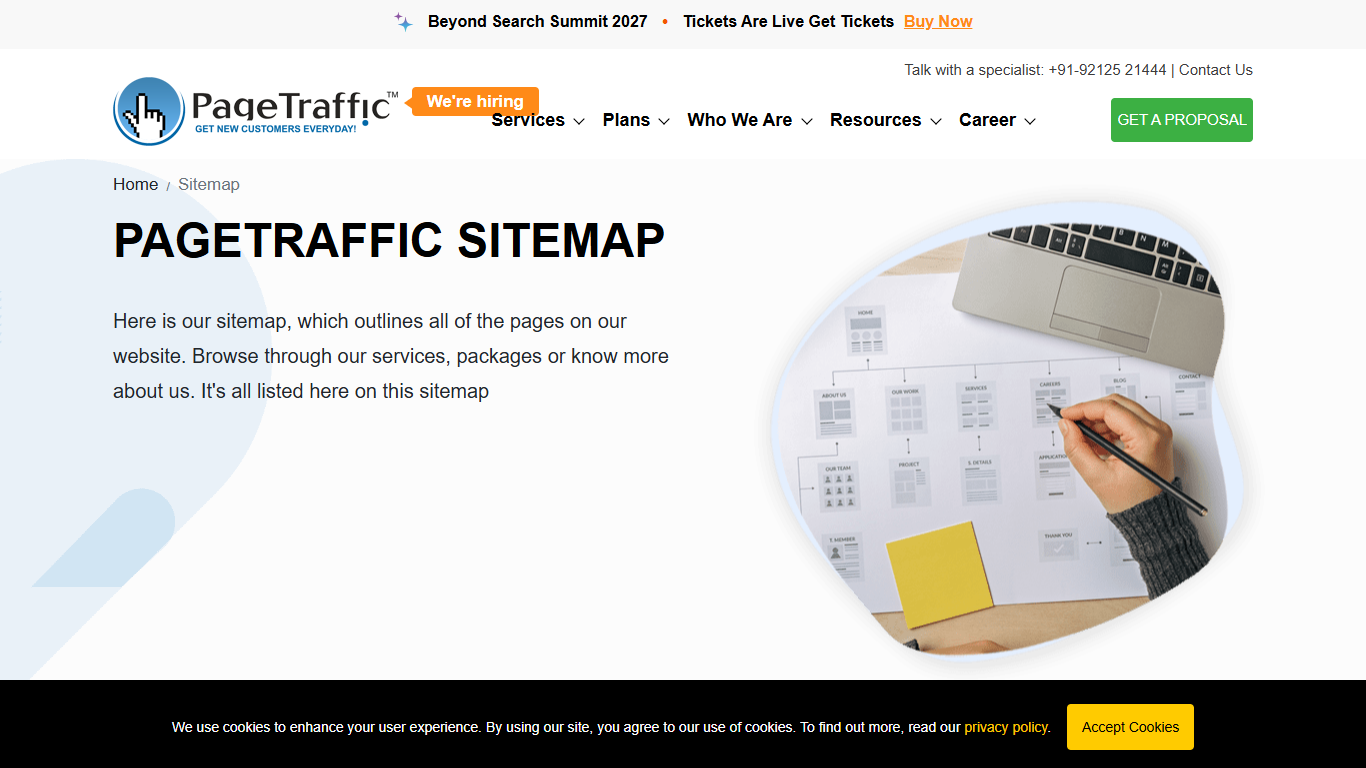 Beyond Search Summit 2027 • Tickets Are Live Get Tickets Buy Now
Talk with a specialist: +91-92125 21444 | Contact Us
PageTraffic™
GET NEW CUSTOMERS EVERYDAY!
We're hiring
Services Plans Who We Are Resources Career
GET A PROPOSAL
Home / Sitemap
PAGETRAFFIC SITEMAP
Here is our sitemap, which outlines all of the pages on our
website. Browse through our services, packages or know more
about us. It's all listed here on this sitemap
HOME
ABOUT US
OUR WORK
SERVICES
CAREERS
BLOG
CONTACT
OUR TEAM
PROJECT
S. DETAILS
T. MEMBER
THANK YOU
We use cookies to enhance your user experience. By using our site, you agree to our use of cookies. To find out more, read our privacy policy.
Accept Cookies